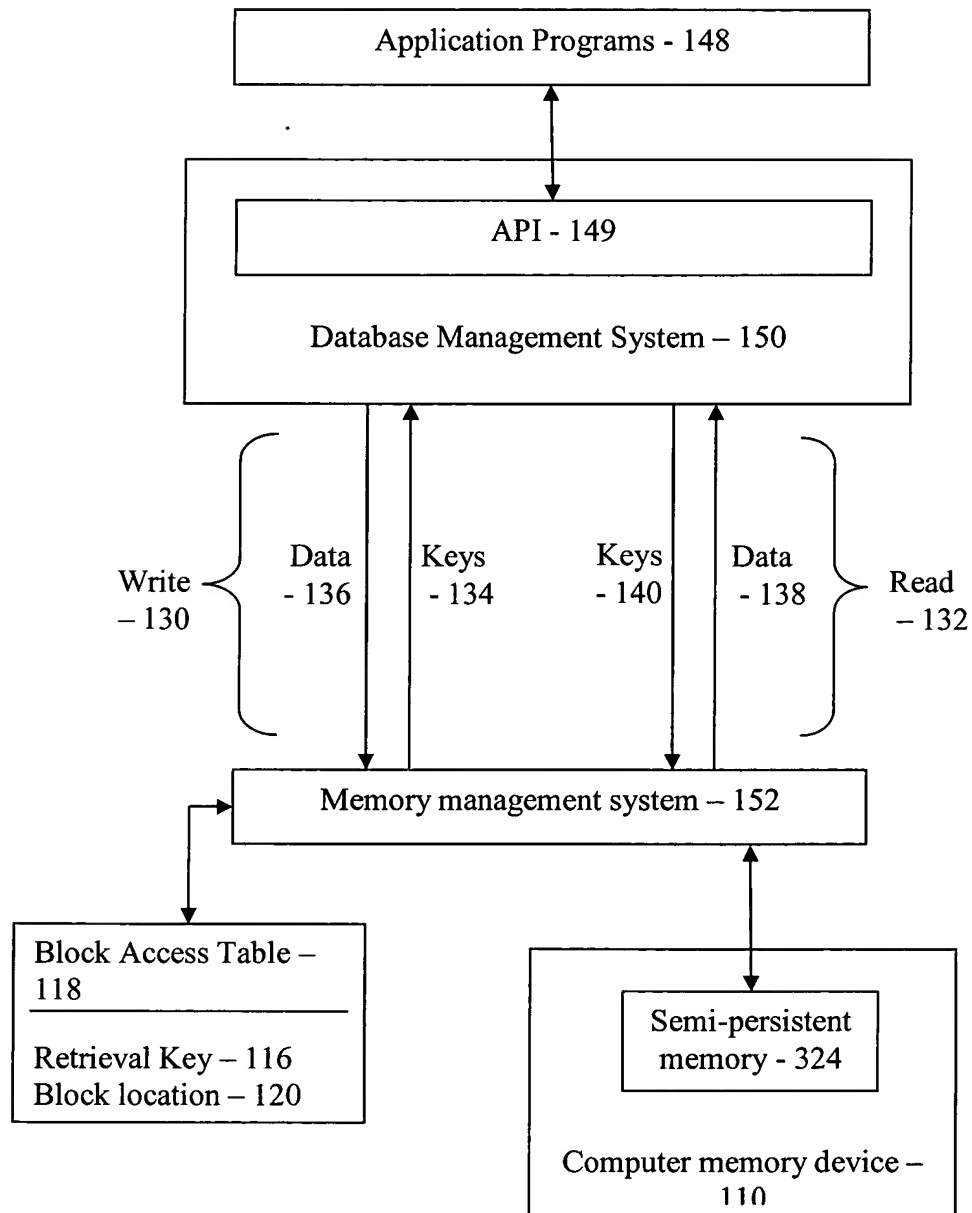 Application Programs - 148
API - 149
Database Management System – 150
Write
– 130
Data
- 136
Keys
- 134
Keys
- 140
Data
- 138
Read
– 132
Memory management system – 152
Block Access Table –
118
Retrieval Key – 116
Block location – 120
Semi-persistent
memory - 324
Computer memory device –
110